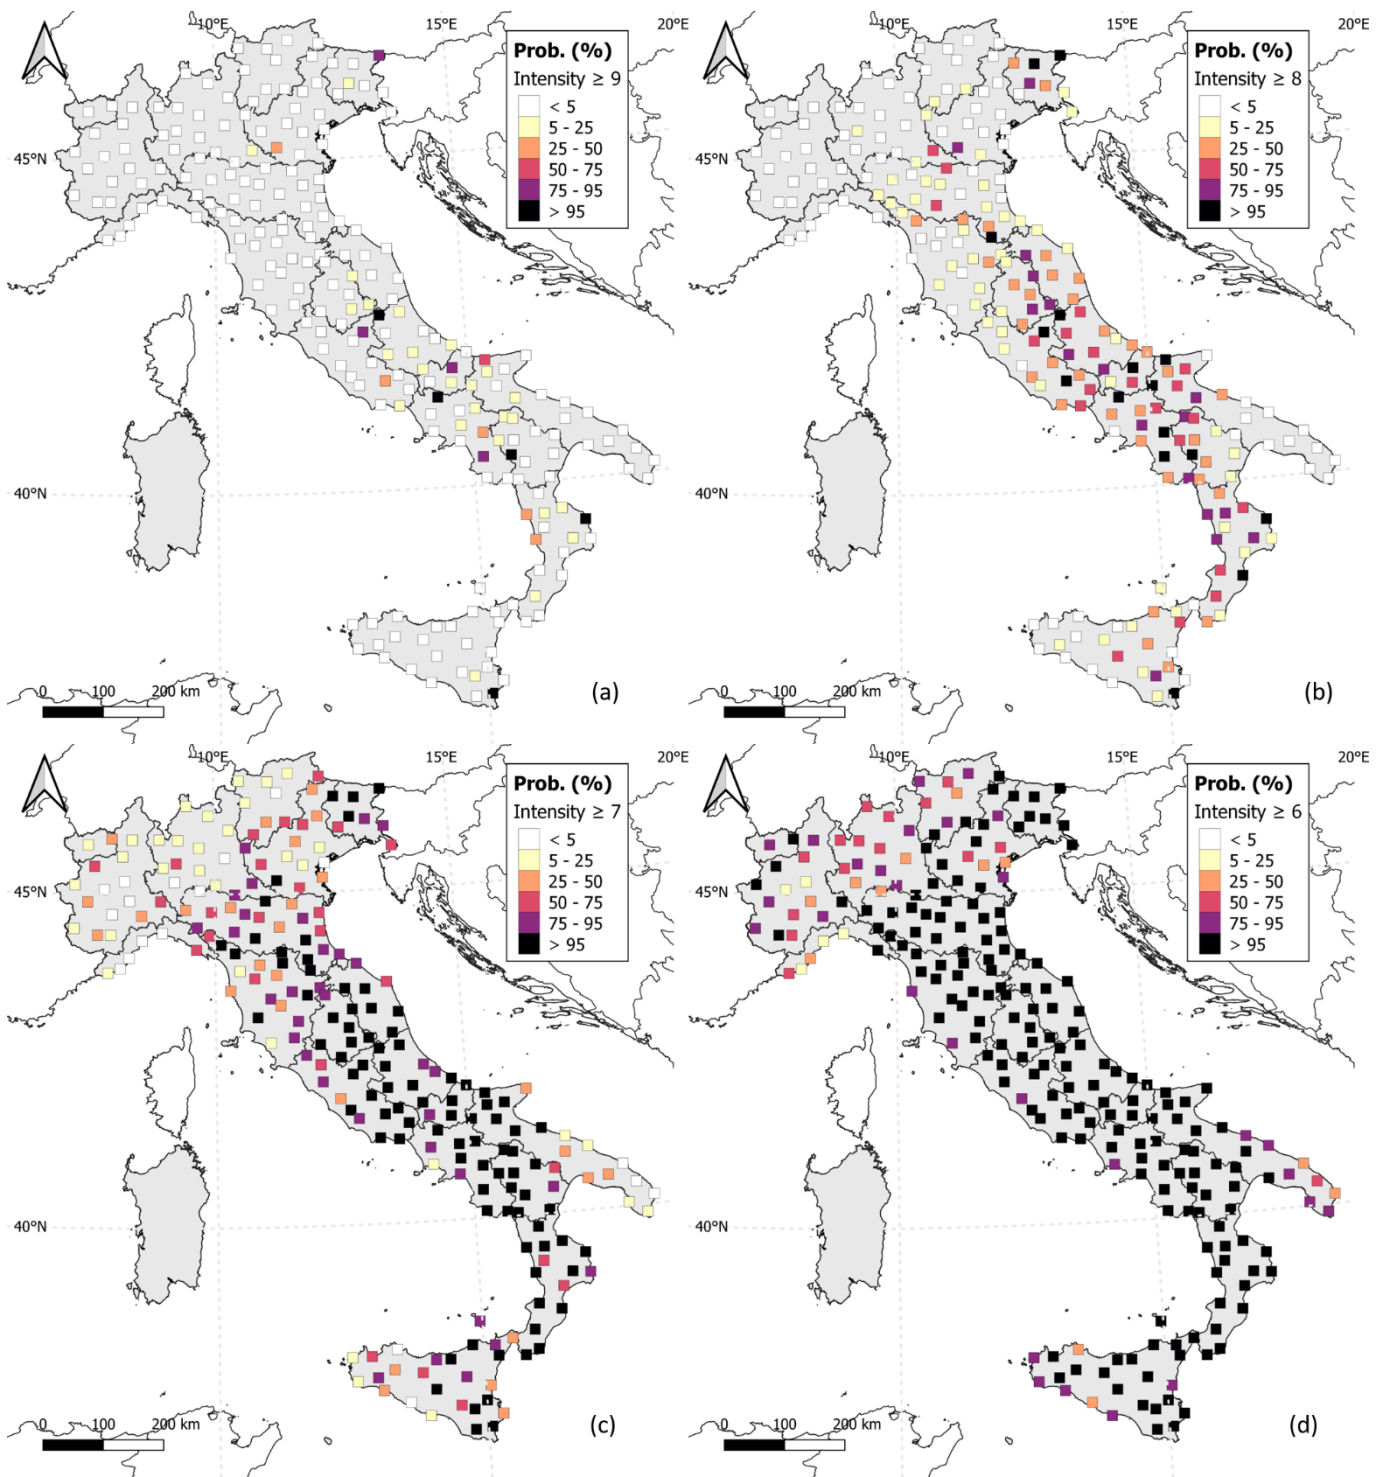 10°E
15°E
20°E
45°N
40°N
Prob. (%)
Intensity ≥ 9
< 5
5 - 25
25 - 50
50 - 75
75 - 95
> 95
0 100 200 km
(a)
10°E
15°E
20°E
45°N
40°N
Prob. (%)
Intensity ≥ 8
< 5
5 - 25
25 - 50
50 - 75
75 - 95
> 95
0 100 200 km
(b)
10°E
15°E
20°E
45°N
40°N
Prob. (%)
Intensity ≥ 7
< 5
5 - 25
25 - 50
50 - 75
75 - 95
> 95
0 100 200 km
(c)
10°E
15°E
20°E
45°N
40°N
Prob. (%)
Intensity ≥ 6
< 5
5 - 25
25 - 50
50 - 75
75 - 95
> 95
0 100 200 km
(d)